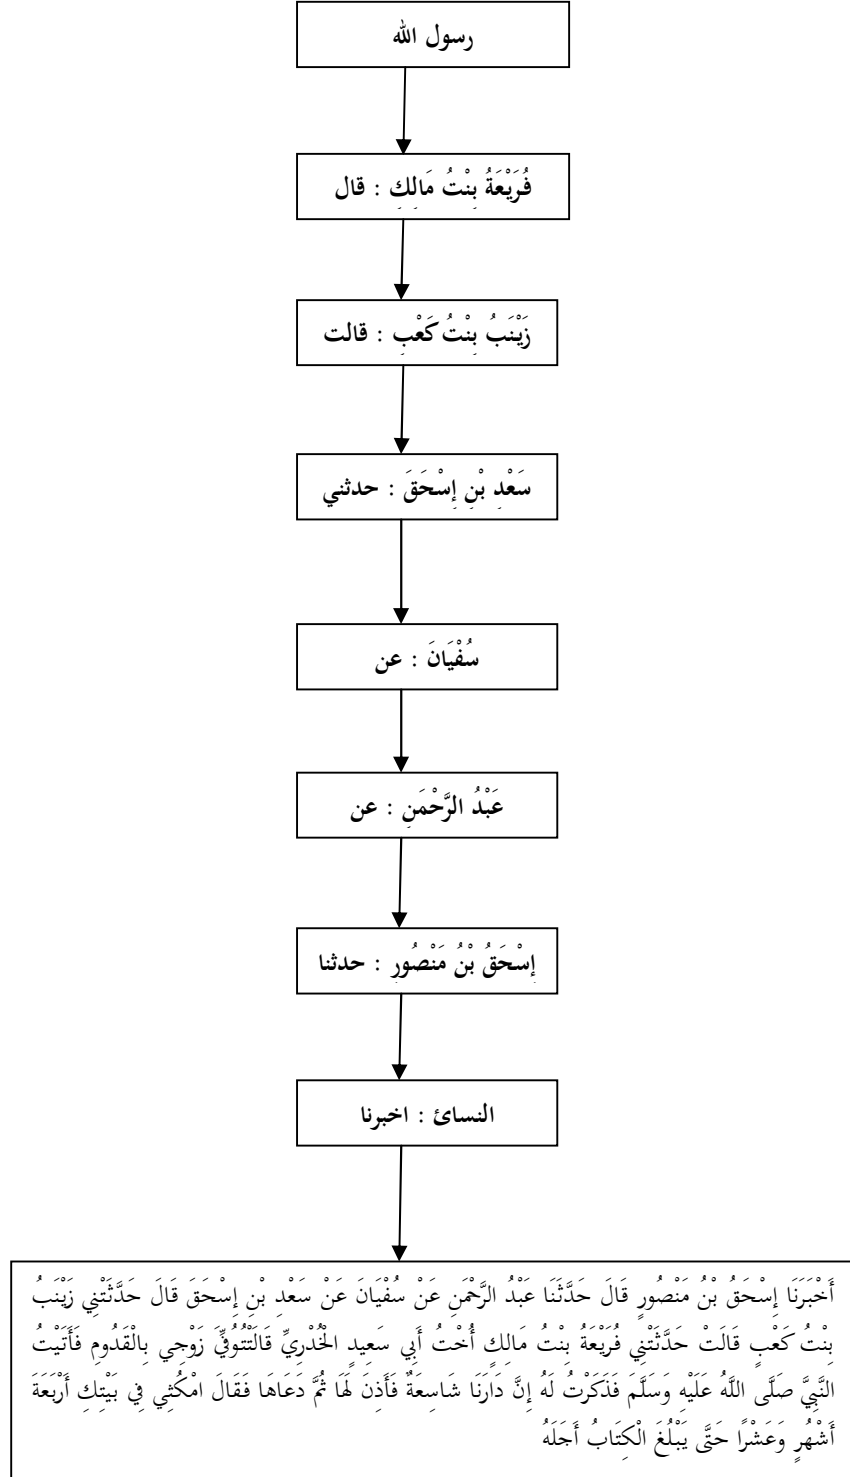 رسول الله
فُرَيْعَةُ بِنْتُ مَالِكٍ : قال
زَيْنَبُ بِنْتُ كَعْبٍ : قالت
سَعْدِ بْنِ إِسْحَقَ : حدثني
سُفْيَانَ : عن
عَبْدُ الرَّحْمَنِ : عن
إِسْحَقُ بْنُ مَنْصُورٍ : حدثنا
النسائ : اخبرنا
أَخْبَرَنَا إِسْحَقُ بْنُ مَنْصُورٍ قَالَ حَدَّثَنَا عَبْدُ الرَّحْمَنِ عَنْ سُفْيَانَ عَنْ سَعْدِ بْنِ إِسْحَقَ قَالَ حَدَّثَتْنِي زَيْنَبُ
بِنْتُ كَعْبٍ قَالَتْ حَدَّثَتْنِي فُرَيْعَةُ بِنْتُ مَالِكٍ أُخْتُ أَبِي سَعِيدٍ الْخُدْرِيِّ قَالَتْتُوُفِّيَ زَوْجِي بِالْقَدُومِ فَأَتَيْتُ
النَّبِيَّ صَلَّى اللَّهُ عَلَيْهِ وَسَلَّمَ فَذَكَرْتُ لَهُ إِنَّ دَارَنَا شَاسِعَةٌ فَأَذِنَ لَهَا ثُمَّ دَعَاهَا فَقَالَ امْكُثِي فِي بَيْتِكِ أَرْبَعَةَ
أَشْهُرٍ وَعَشْرًا حَتَّى يَبْلُغَ الْكِتَابُ أَجَلَهُ